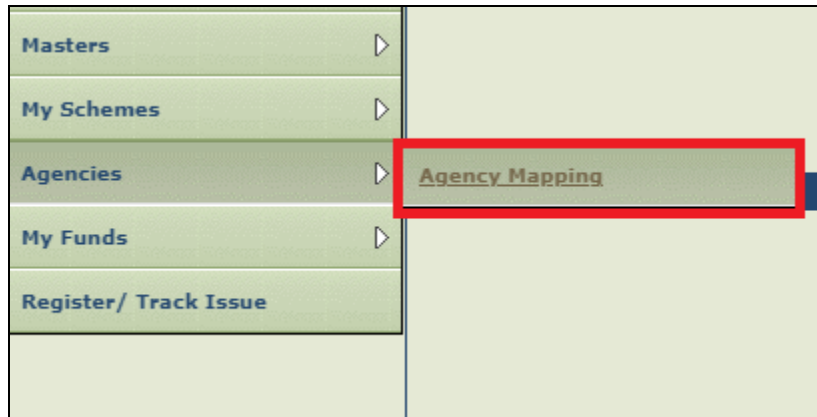 Masters
My Schemes
Agencies
Agency Mapping
My Funds
Register/ Track Issue